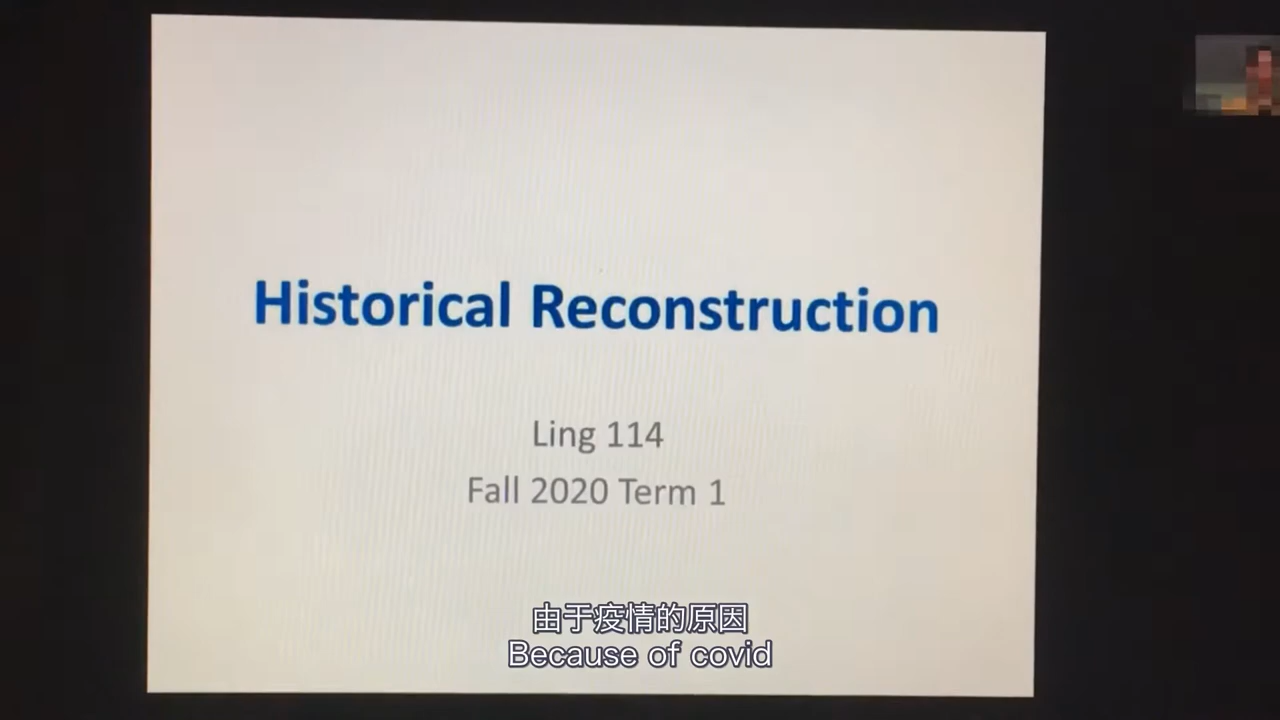 Historical Reconstruction
Ling 114
Fall 2020 Term 1
由于疫情的原因
Because of covid